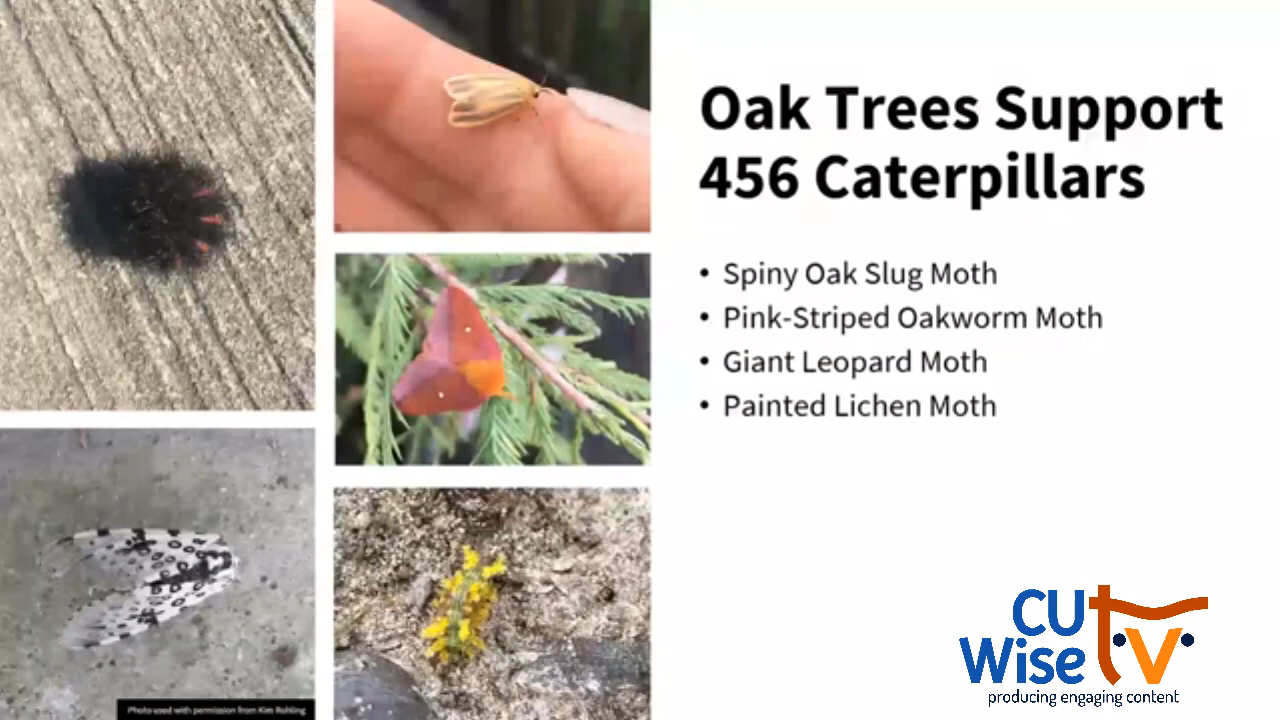 Oak Trees Support
456 Caterpillars
• Spiny Oak Slug Moth
• Pink-Striped Oakworm Moth
• Giant Leopard Moth
• Painted Lichen Moth
Photo used with permission from Kim Rohling
CU
Wise tv
producing engaging content